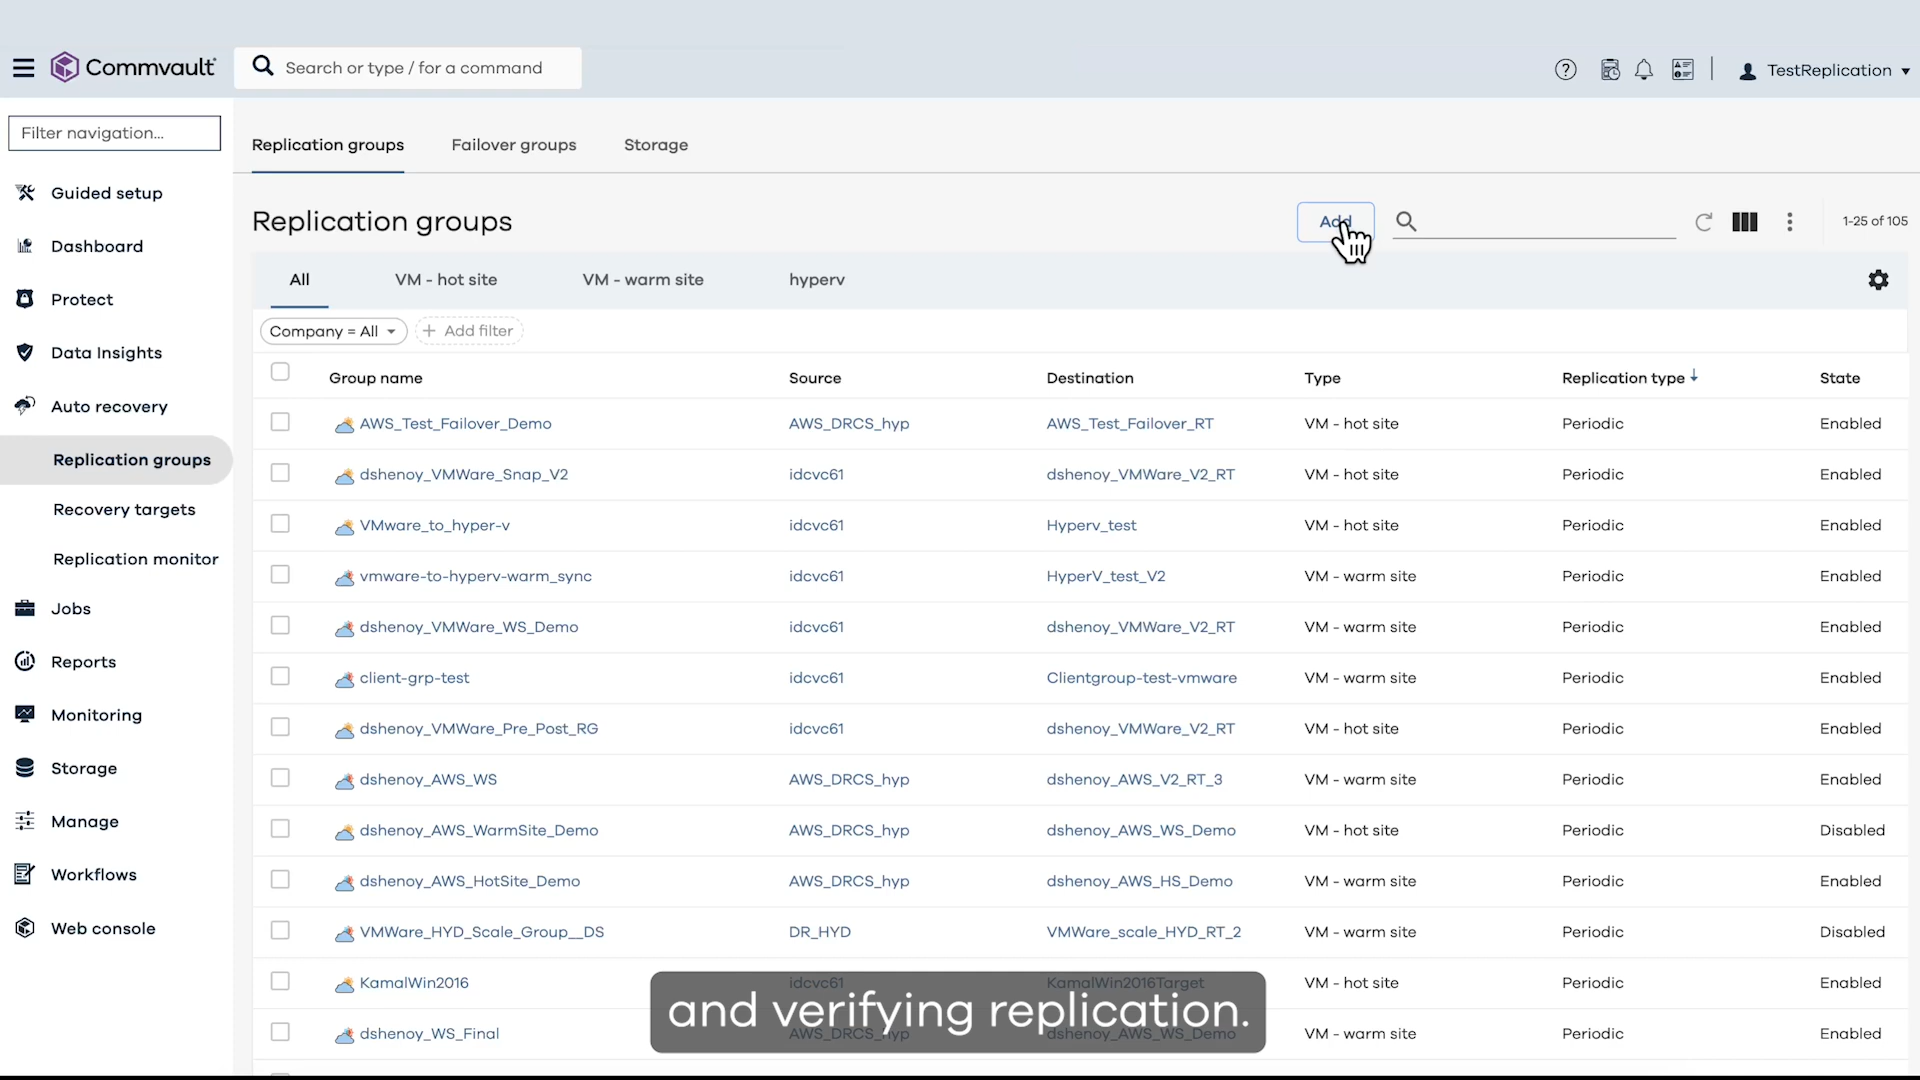 Commvault
Search or type / for a command
TestReplication
Filter navigation...
Guided setup
Dashboard
Protect
Data Insights
Auto recovery
Replication groups
Recovery targets
Replication monitor
Jobs
Reports
Monitoring
Storage
Manage
Workflows
Web console
Replication groups Failover groups Storage
Replication groups
Add
1-25 of 105
All VM - hot site VM - warm site hyperv
Company = All + Add filter
Group name Source Destination Type Replication type State
AWS_Test_Failover_Demo AWS_DRCS_hyp AWS_Test_Failover_RT VM - hot site Periodic Enabled
dshenoy_VMWare_Snap_V2 idcvc61 dshenoy_VMWare_V2_RT VM - hot site Periodic Enabled
VMware_to_hyper-v idcvc61 Hyperv_test VM - hot site Periodic Enabled
vmware-to-hyperv-warm_sync idcvc61 HyperV_test_V2 VM - warm site Periodic Enabled
dshenoy_VMWare_WS_Demo idcvc61 dshenoy_VMWare_V2_RT VM - warm site Periodic Enabled
client-grp-test idcvc61 Clientgroup-test-vmware VM - warm site Periodic Enabled
dshenoy_VMWare_Pre_Post_RG idcvc61 dshenoy_VMWare_V2_RT VM - hot site Periodic Enabled
dshenoy_AWS_WS AWS_DRCS_hyp dshenoy_AWS_V2_RT_3 VM - warm site Periodic Enabled
dshenoy_AWS_WarmSite_Demo AWS_DRCS_hyp dshenoy_AWS_WS_Demo VM - hot site Periodic Disabled
dshenoy_AWS_HotSite_Demo AWS_DRCS_hyp dshenoy_AWS_HS_Demo VM - warm site Periodic Enabled
VMWare_HYD_Scale_Group__DS DR_HYD VMWare_scale_HYD_RT_2 VM - warm site Periodic Disabled
KamalWin2016 idcvc61 KamalWin2016Target VM - hot site Periodic Enabled
and verifying replication.
dshenoy_WS_Final AWS_DRCS_hyp dshenoy_AWS_WS_Demo VM - warm site Periodic Enabled